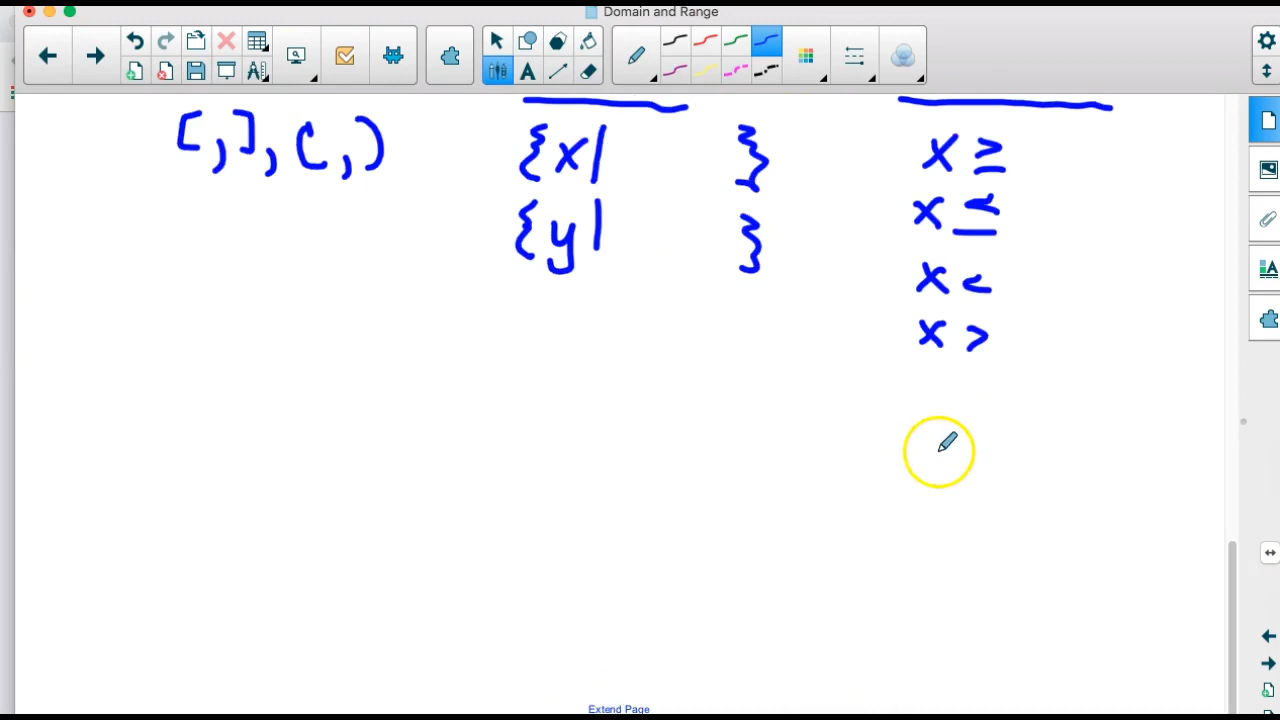 Domain and Range
[,],(,)
{x| }
{y| }
x ≥
x ≤
x <
x >
Extend Page